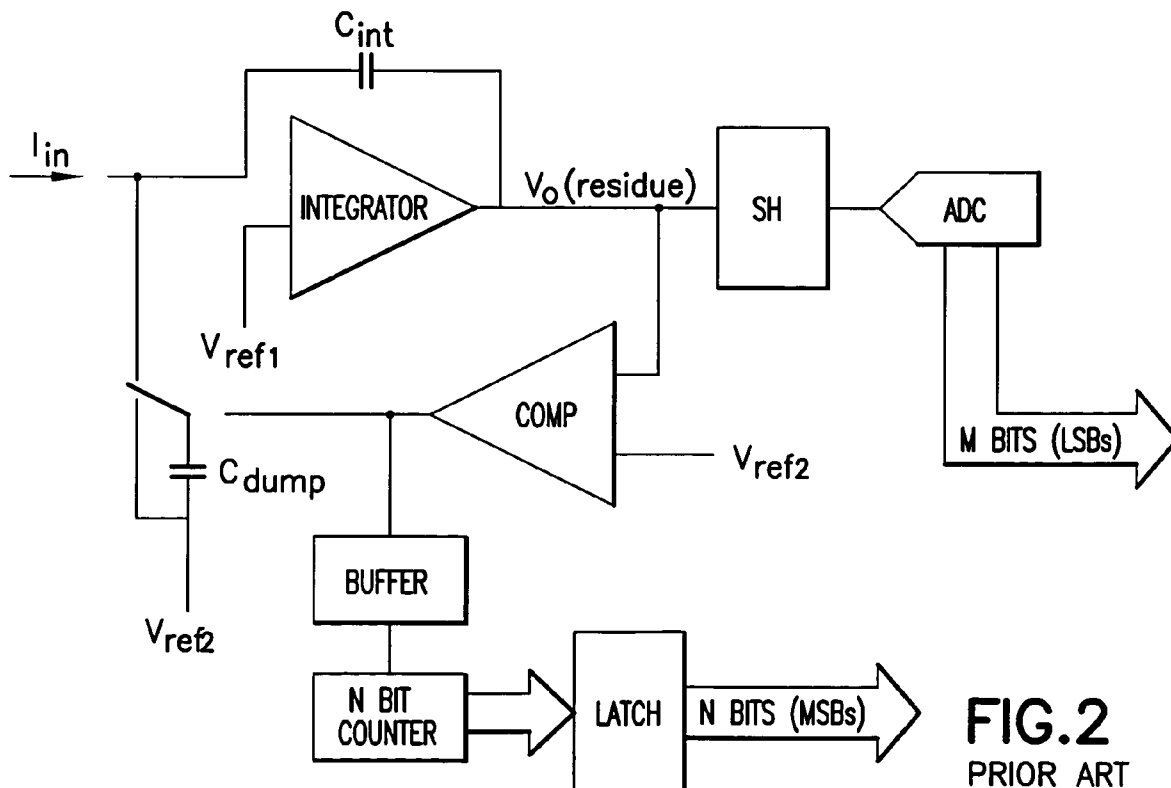 C_int
I_in
INTEGRATOR
V_o (residue)
SH
ADC
V_ref1
COMP
V_ref2
M BITS (LSBs)
C_dump
BUFFER
V_ref2
N BIT
COUNTER
LATCH
N BITS (MSBs)
FIG.2
PRIOR ART